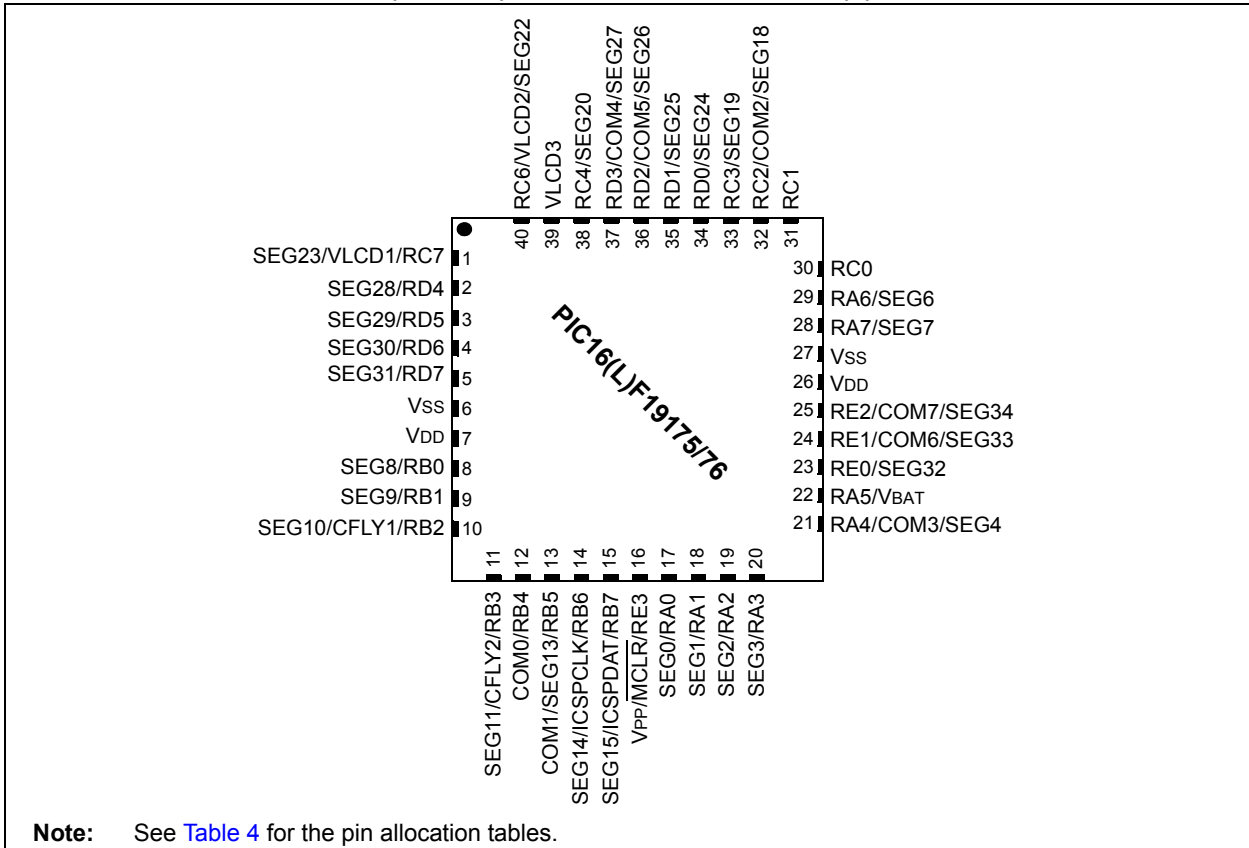 RC6/VLCD2/SEG22
VLCD3
RC4/SEG20
RD3/COM4/SEG27
RD2/COM5/SEG26
RD1/SEG25
RD0/SEG24
RC3/SEG19
RC2/COM2/SEG18
RC1
40
39
38
37
36
35
34
33
32
31
SEG23/VLCD1/RC7 1
SEG28/RD4 2
SEG29/RD5 3
SEG30/RD6 4
SEG31/RD7 5
VSS 6
VDD 7
SEG8/RB0 8
SEG9/RB1 9
SEG10/CFLY1/RB2 10
PIC16(L)F19175/76
30 RC0
29 RA6/SEG6
28 RA7/SEG7
27 VSS
26 VDD
25 RE2/COM7/SEG34
24 RE1/COM6/SEG33
23 RE0/SEG32
22 RA5/VBAT
21 RA4/COM3/SEG4
11
12
13
14
15
16
17
18
19
20
SEG11/CFLY2/RB3
COM0/RB4
COM1/SEG13/RB5
SEG14/ICSPCLK/RB6
SEG15/ICSPDAT/RB7
VPP/MCLR/RE3
SEG0/RA0
SEG1/RA1
SEG2/RA2
SEG3/RA3
Note: See Table 4 for the pin allocation tables.